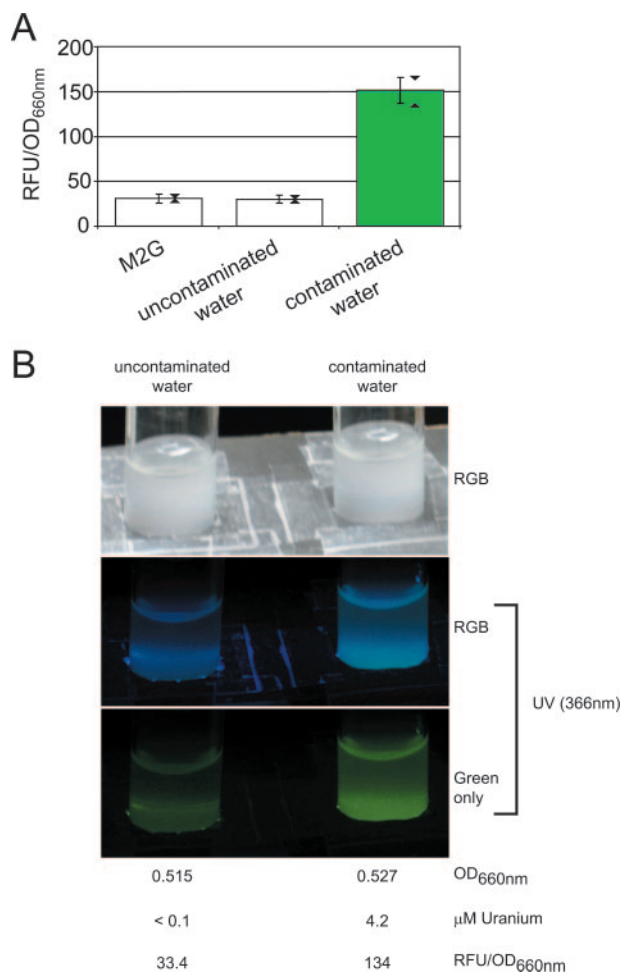 A
RFU/OD660nm
200
150
100
50
0
M2G
uncontaminated
water
contaminated
water
B
uncontaminated
water
contaminated
water
RGB
RGB
UV (366nm)
Green
only
0.515 0.527 OD660nm
< 0.1 4.2 μM Uranium
33.4 134 RFU/OD660nm